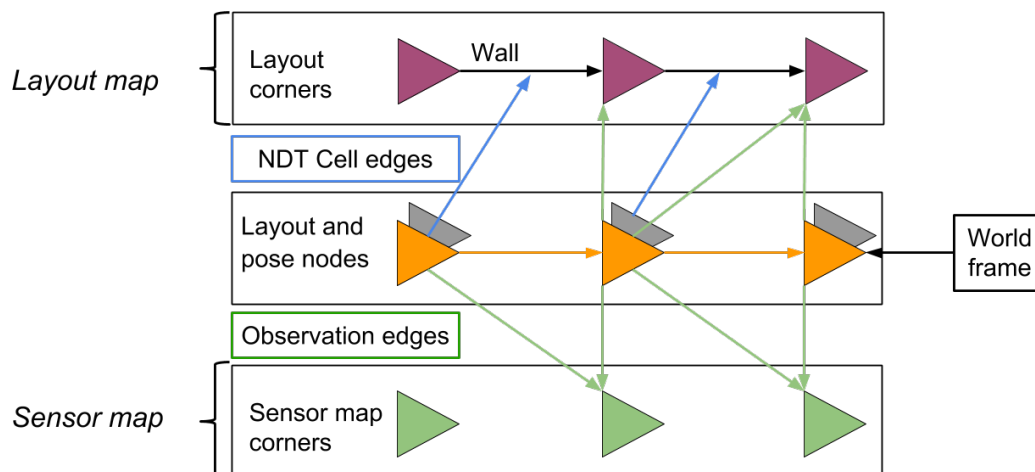 Layout map
Layout
corners
Wall
NDT Cell edges
Layout and
pose nodes
World
frame
Observation edges
Sensor map
Sensor map
corners